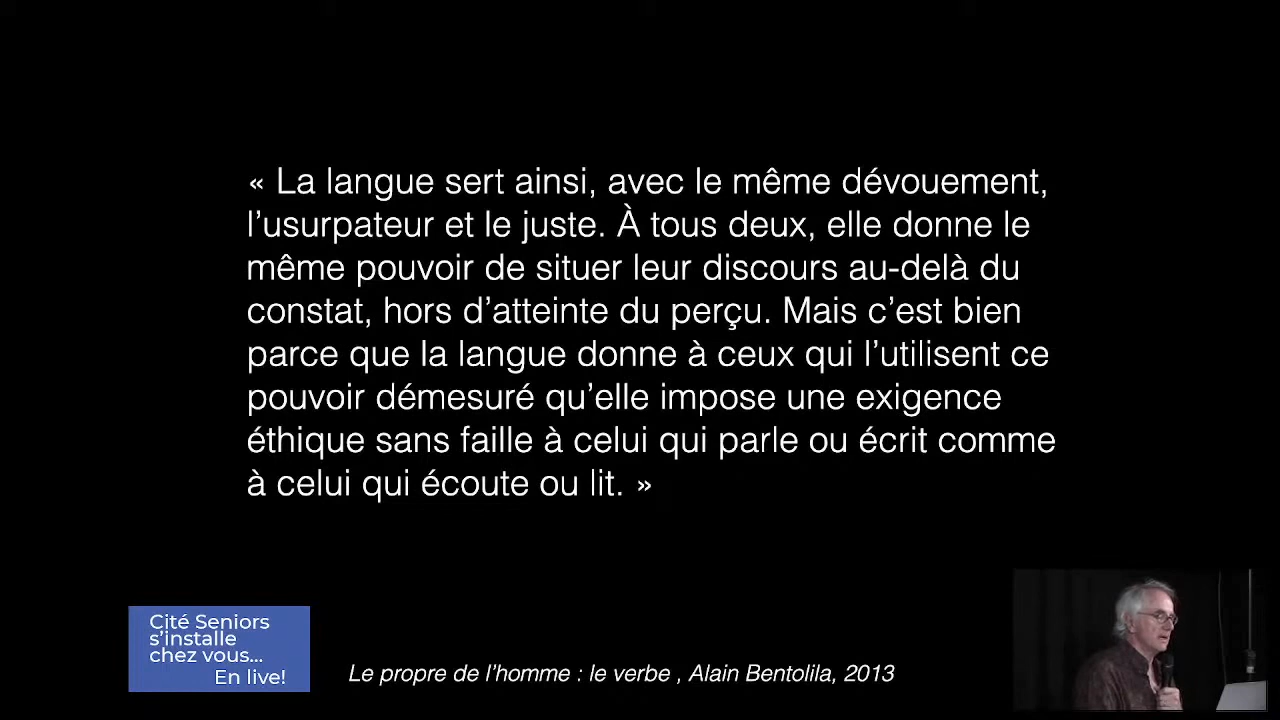 « La langue sert ainsi, avec le même dévouement,
l’usurpateur et le juste. À tous deux, elle donne le
même pouvoir de situer leur discours au-delà du
constat, hors d’atteinte du perçu. Mais c’est bien
parce que la langue donne à ceux qui l’utilisent ce
pouvoir démesuré qu’elle impose une exigence
éthique sans faille à celui qui parle ou écrit comme
à celui qui écoute ou lit. »
Cité Seniors
s’installe
chez vous...
En live!
Le propre de l’homme : le verbe , Alain Bentolila, 2013